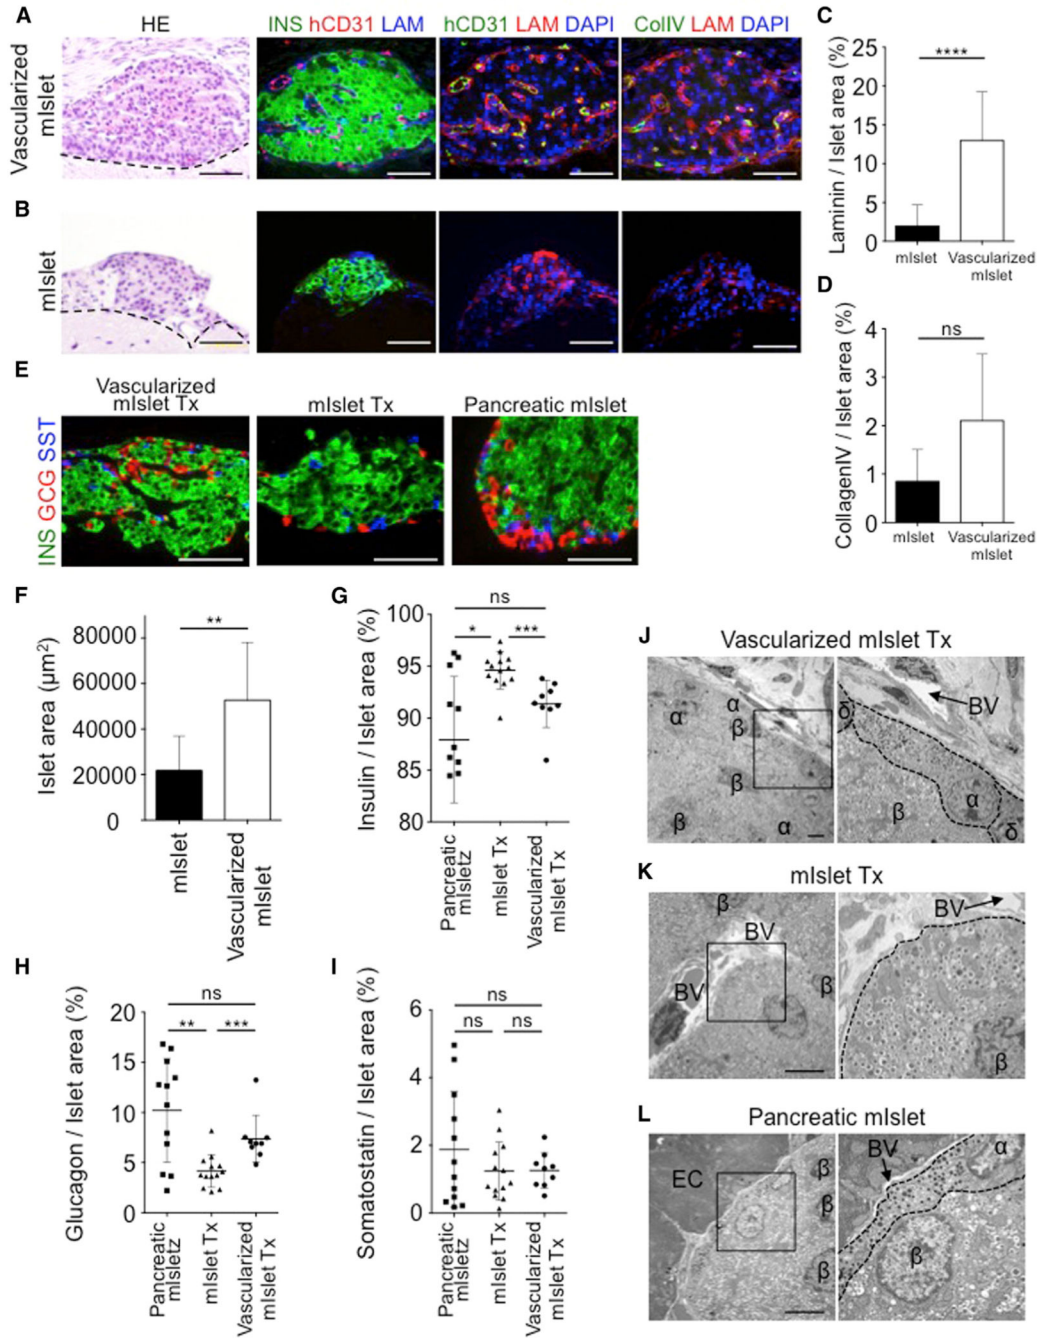 A
HE
INS hCD31 LAM
hCD31 LAM DAPI
ColIV LAM DAPI
Vascularized
mIslet
B
mIslet
C
Laminin / Islet area (%)
25
20
15
10
5
0
****
mIslet
Vascularized
mIslet
D
CollagenIV / Islet area (%)
4
3
2
1
0
ns
mIslet
Vascularized
mIslet
E
Vascularized
mIslet Tx
mIslet Tx
Pancreatic mIslet
INS GCG SST
F
Islet area (µm²)
80000
60000
40000
20000
0
**
mIslet
Vascularized
mIslet
G
Insulin / Islet area (%)
100
95
90
85
80
ns
*
***
Pancreatic
mIsletz
mIslet Tx
Vascularized
mIslet Tx
H
Glucagon / Islet area (%)
20
15
10
5
0
ns
**
***
Pancreatic
mIsletz
mIslet Tx
Vascularized
mIslet Tx
I
Somatostatin / Islet area (%)
6
4
2
0
ns
ns
ns
Pancreatic
mIsletz
mIslet Tx
Vascularized
mIslet Tx
J
Vascularized mIslet Tx
α
α
β
β
β
α
δ
BV
β
α
δ
K
mIslet Tx
β
BV
BV
β
BV
β
L
Pancreatic mIslet
EC
β
β
β
BV
α
β